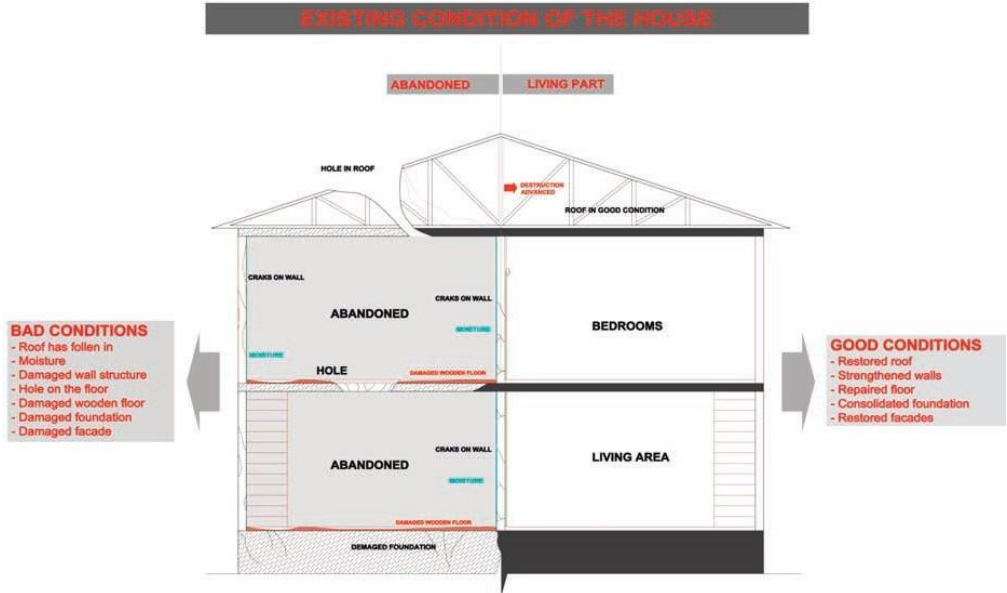 EXISTING CONDITION OF THE HOUSE
ABANDONED
LIVING PART
HOLE IN ROOF
DESTRUCTION
ADVANCED
ROOF IN GOOD CONDITION
CRAKS ON WALL
CRAKS ON WALL
ABANDONED
MOISTURE
BEDROOMS
MOISTURE
HOLE
DAMAGED WOODEN FLOOR
BAD CONDITIONS
- Roof has follen in
- Moisture
- Damaged wall structure
- Hole on the floor
- Damaged wooden floor
- Damaged foundation
- Damaged facade
GOOD CONDITIONS
- Restored roof
- Strengthened walls
- Repaired floor
- Consolidated foundation
- Restored facades
CRAKS ON WALL
ABANDONED
LIVING AREA
MOISTURE
DAMAGED WOODEN FLOOR
DEMAGED FOUNDATION